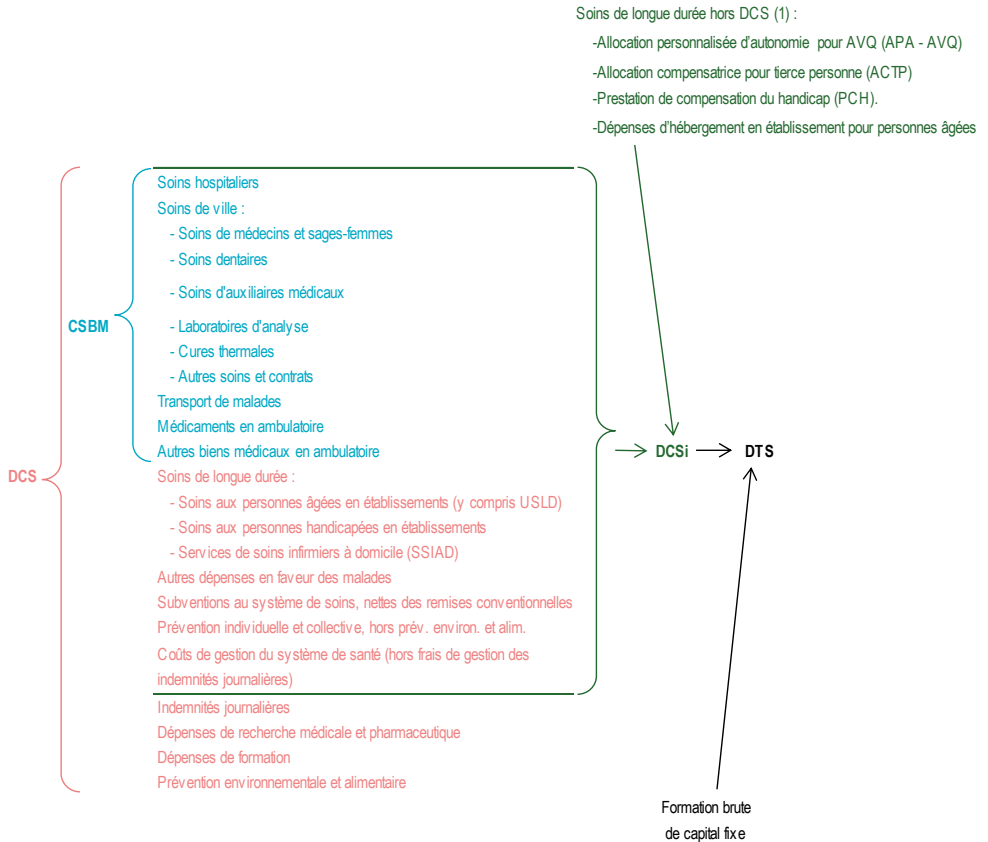 Soins de longue durée hors DCS (1) :
-Allocation personnalisée d'autonomie pour AVQ (APA - AVQ)
-Allocation compensatrice pour tierce personne (ACTP)
-Prestation de compensation du handicap (PCH).
-Dépenses d'hébergement en établissement pour personnes âgées
Soins hospitaliers
Soins de ville :
- Soins de médecins et sages-femmes
- Soins dentaires
- Soins d'auxiliaires médicaux
CSBM
- Laboratoires d'analyse
- Cures thermales
- Autres soins et contrats
Transport de malades
Médicaments en ambulatoire
Autres biens médicaux en ambulatoire
DCSi
DTS
DCS
Soins de longue durée :
- Soins aux personnes âgées en établissements (y compris USLD)
- Soins aux personnes handicapées en établissements
- Services de soins infirmiers à domicile (SSIAD)
Autres dépenses en faveur des malades
Subventions au système de soins, nettes des remises conventionnelles
Prévention individuelle et collective, hors prév. environ. et alim.
Coûts de gestion du système de santé (hors frais de gestion des
indemnités journalières)
Indemnités journalières
Dépenses de recherche médicale et pharmaceutique
Dépenses de formation
Prévention environnementale et alimentaire
Formation brute
de capital fixe